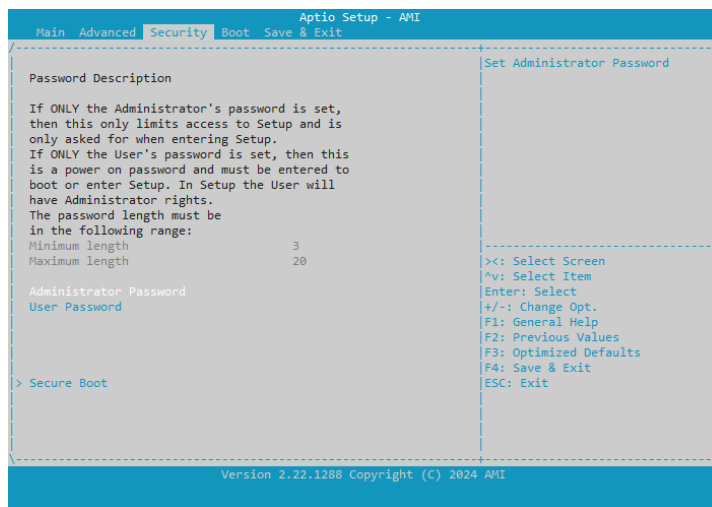 Aptio Setup - AMI
Main Advanced Security Boot Save & Exit
Password Description
If ONLY the Administrator's password is set,
then this only limits access to Setup and is
only asked for when entering Setup.
If ONLY the User's password is set, then this
is a power on password and must be entered to
boot or enter Setup. In Setup the User will
have Administrator rights.
The password length must be
in the following range:
Minimum length 3
Maximum length 20
Administrator Password
User Password
> Secure Boot
Set Administrator Password
><: Select Screen
^v: Select Item
Enter: Select
+/-: Change Opt.
F1: General Help
F2: Previous Values
F3: Optimized Defaults
F4: Save & Exit
ESC: Exit
Version 2.22.1288 Copyright (C) 2024 AMI